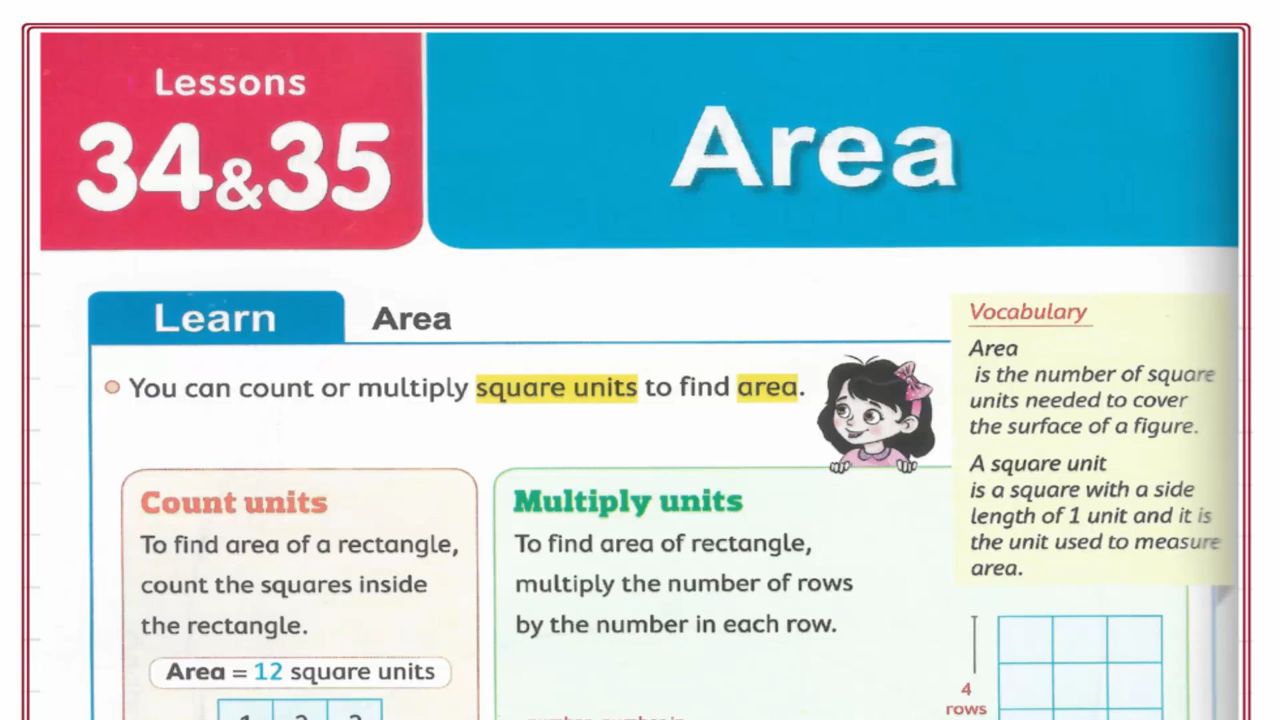 Lessons
34&35
Area
Learn
Area
You can count or multiply square units to find area.
Vocabulary
Area
is the number of square
units needed to cover
the surface of a figure.
A square unit
is a square with a side
length of 1 unit and it is
the unit used to measure
area.
Count units
To find area of a rectangle,
count the squares inside
the rectangle.
Area = 12 square units
1 2 3
Multiply units
To find area of rectangle,
multiply the number of rows
by the number in each row.
4
rows